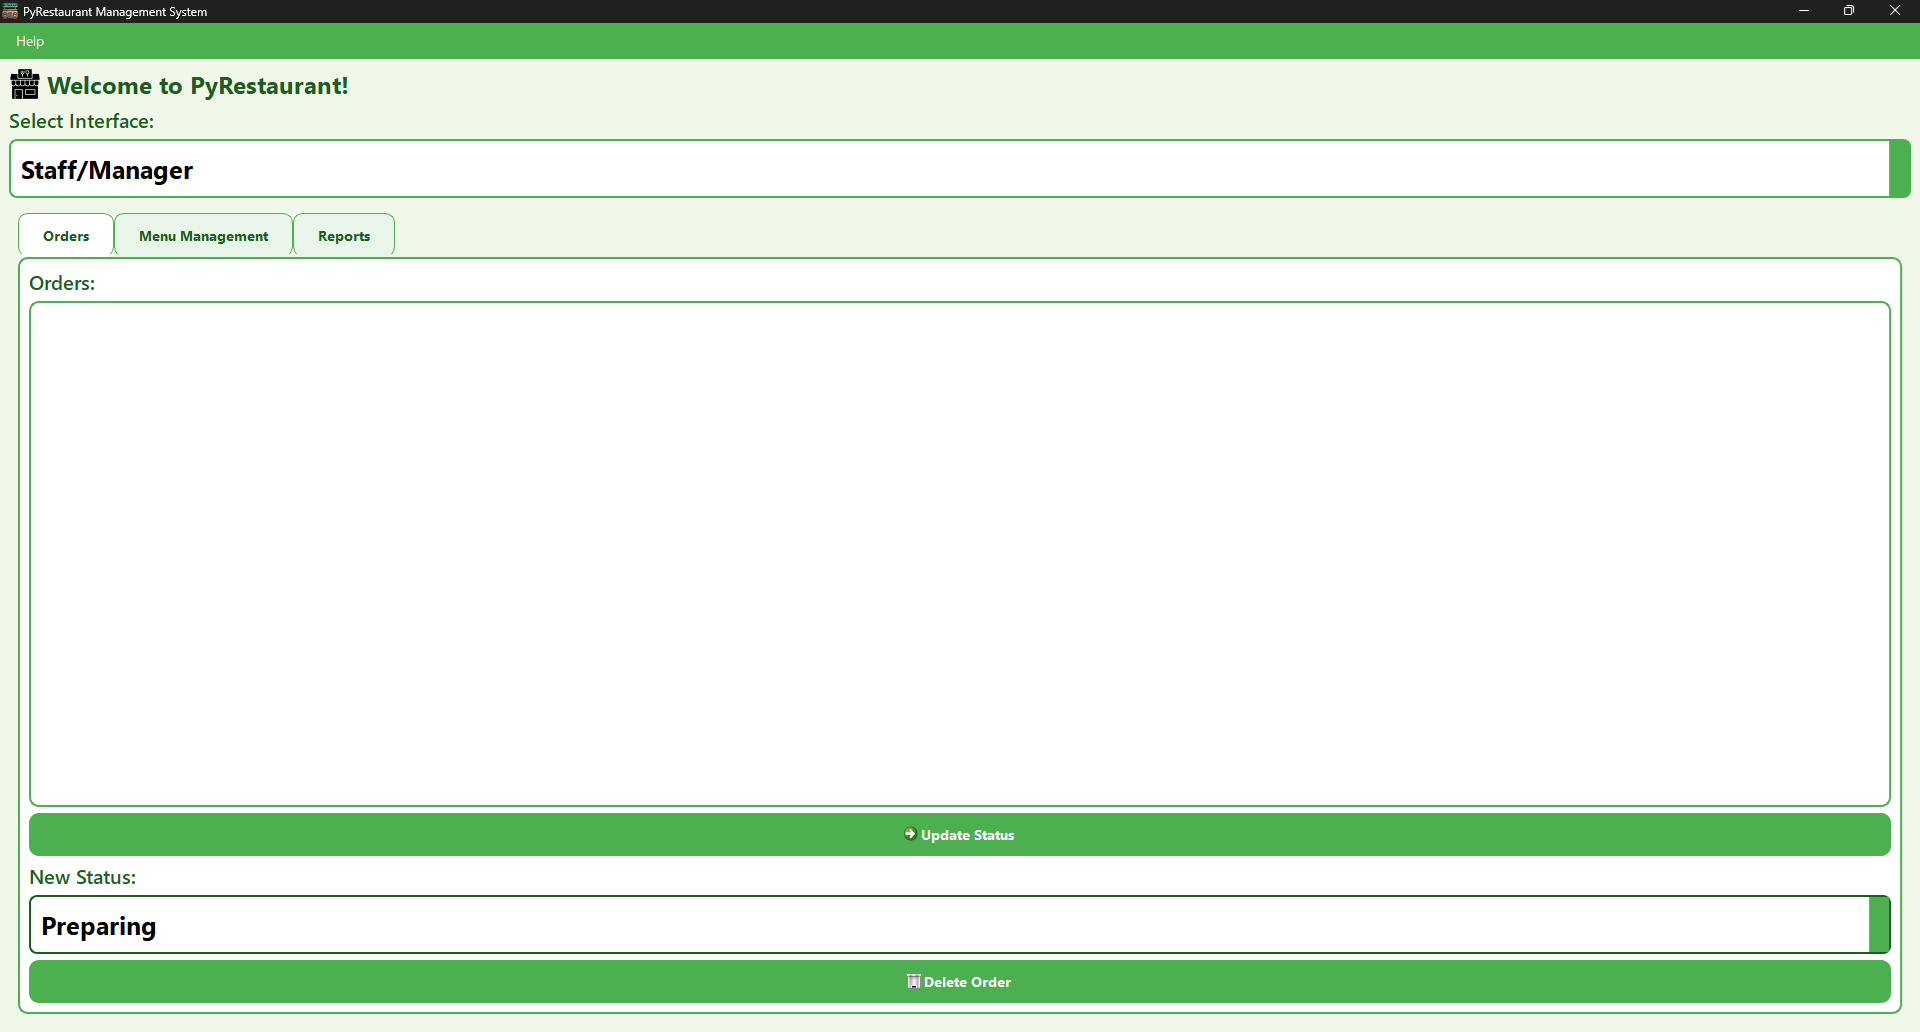 PyRestaurant Management System
Help
Welcome to PyRestaurant!
Select Interface:
Staff/Manager
Orders
Menu Management
Reports
Orders:
Update Status
New Status:
Preparing
Delete Order